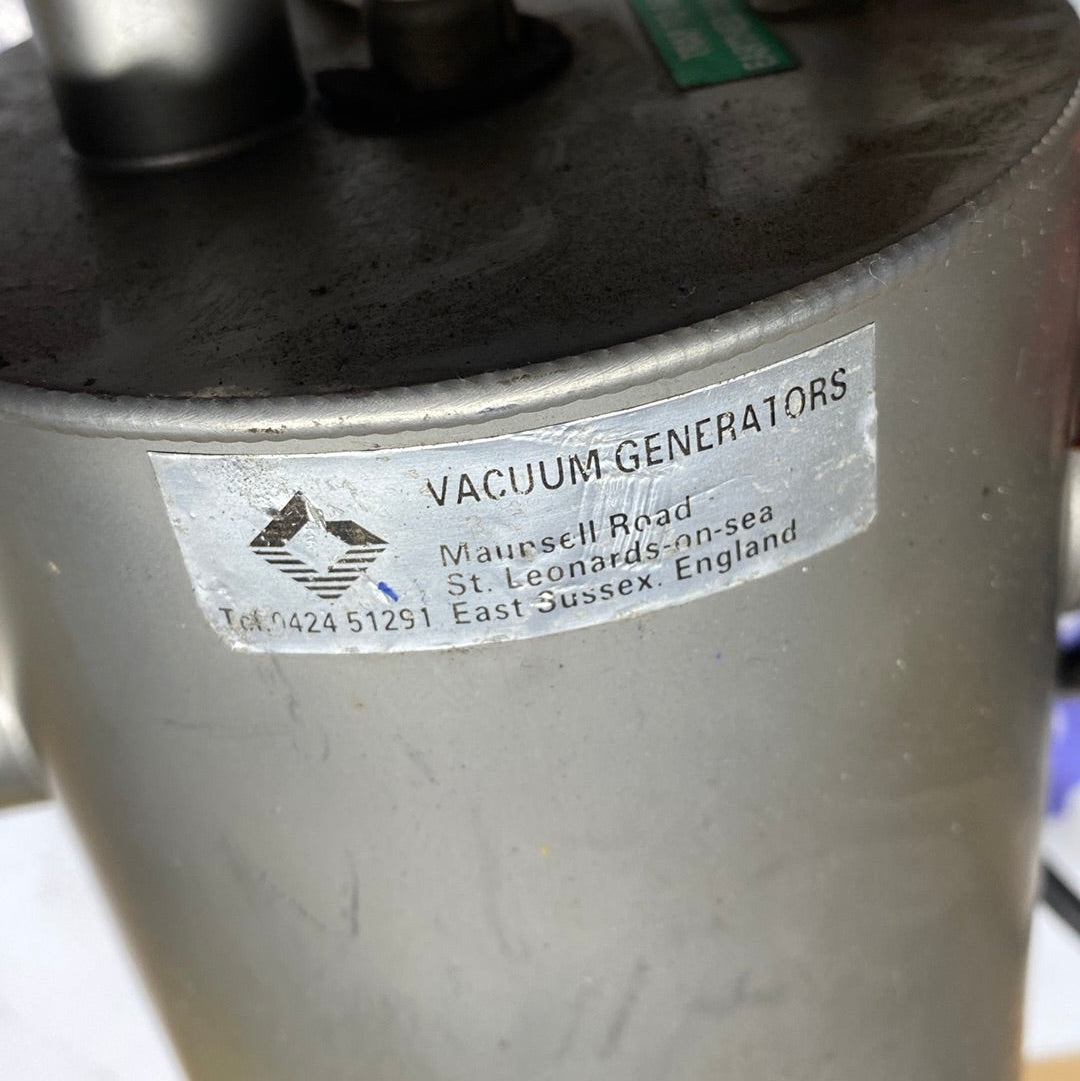 VACUUM GENERATORS
Maunsell Road
St. Leonards-on-sea
Tel.0424 51291 East Sussex. England